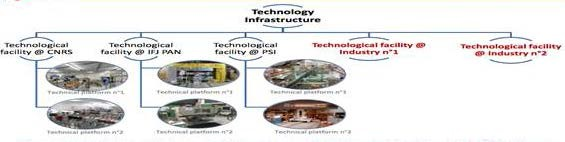 Technology
Infrastructure
Technological
facility @ CNRS
Technological
facility @ IFJ PAN
Technological
facility @ PSI
Technological facility @
Industry n°1
Technological facility
@ Industry n°2
Technical platform n°1
Technical platform n°1
Technical platform n°1
Technical platform n°2
Technical platform n°2
Technical platform n°2